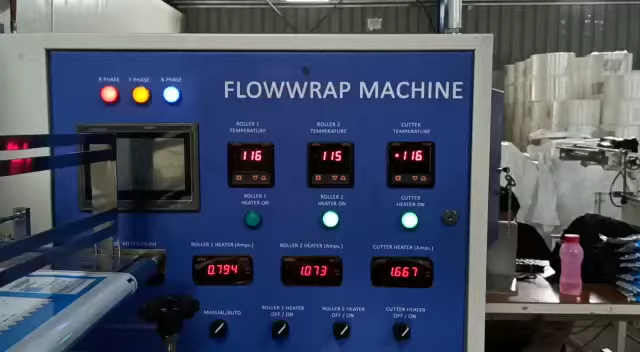 R PHASE Y PHASE B PHASE
FLOWWRAP MACHINE
ROLLER 1
TEMPERATURE
ROLLER 2
TEMPERATURE
CUTTER
TEMPERATURE
116
115
116
ROLLER 1
HEATER ON
ROLLER 2
HEATER ON
CUTTER
HEATER ON
ROLLER 1 HEATER (Amps.)
ROLLER 2 HEATER (Amps.)
CUTTER HEATER (Amps.)
0.794
1.073
1.667
MANUAL/AUTO
ROLLER 1 HEATER
OFF / ON
ROLLER 2 HEATER
OFF / ON
CUTTER HEATER
OFF / ON